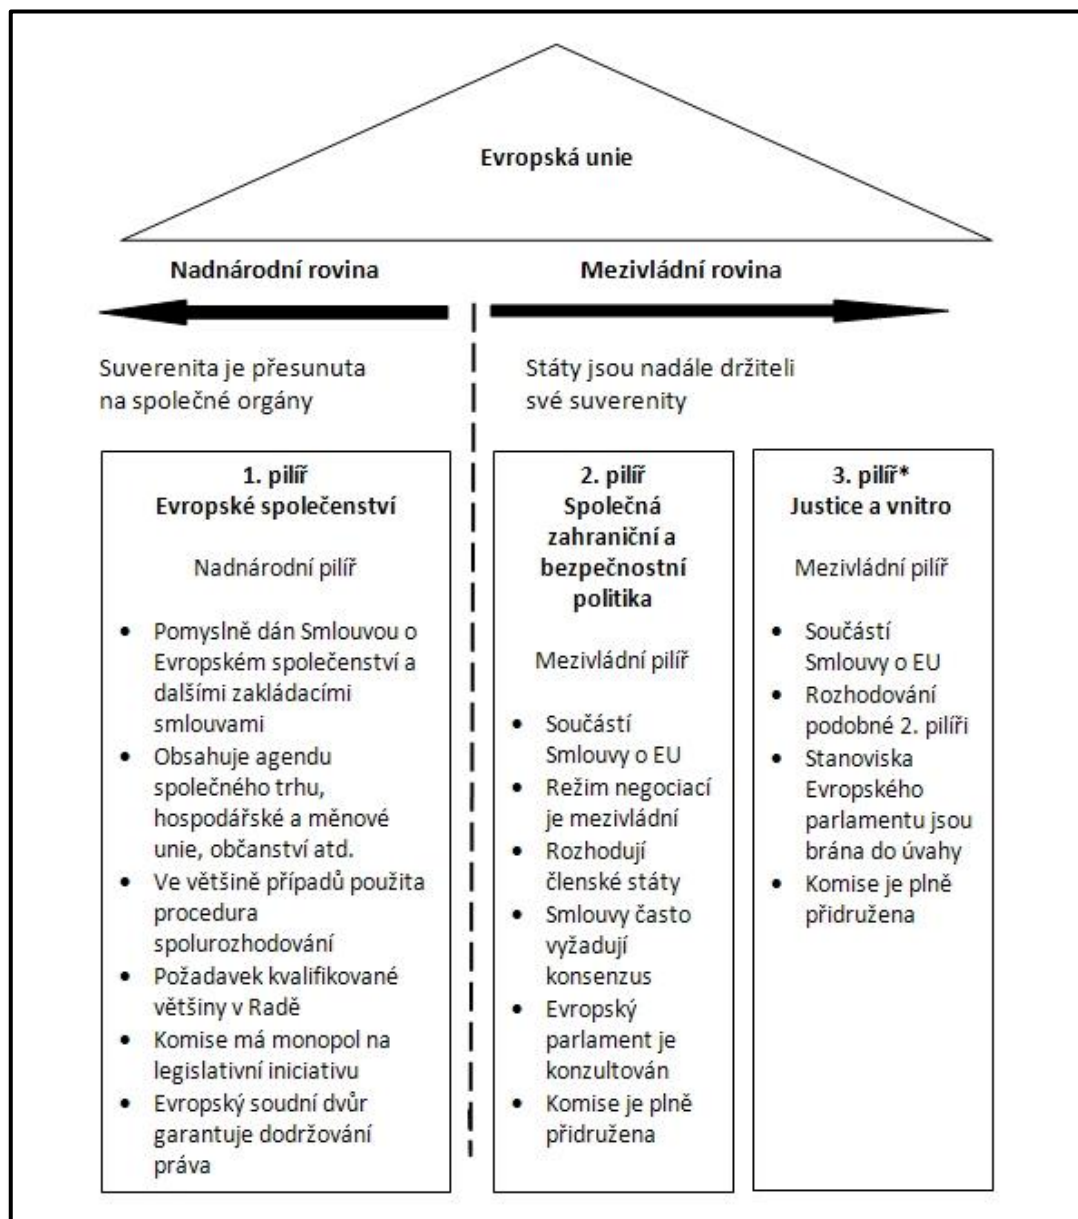 Evropská unie
Nadnárodní rovina
Mezivládní rovina
Suverenita je přesunuta
na společné orgány
Státy jsou nadále držiteli
své suverenity
1. pilíř
Evropské společenství
Nadnárodní pilíř
• Pomyslně dán Smlouvou o
Evropském společenství a
dalšími zakládacími
smlouvami
• Obsahuje agendu
společného trhu,
hospodářské a měnové
unie, občanství atd.
• Ve většině případů použita
procedura
spolurozhodování
• Požadavek kvalifikované
většiny v Radě
• Komise má monopol na
legislativní iniciativu
• Evropský soudní dvůr
garantuje dodržování
práva
2. pilíř
Společná
zahraniční a
bezpečnostní
politika
Mezivládní pilíř
• Součástí
Smlouvy o EU
• Režim negociací
je mezivládní
• Rozhodují
členské státy
• Smlouvy často
vyžadují
konsenzus
• Evropský
parlament je
konzultován
• Komise je plně
přidružena
3. pilíř*
Justice a vnitro
Mezivládní pilíř
• Součástí
Smlouvy o EU
• Rozhodování
podobné 2. pilíři
• Stanoviska
Evropského
parlamentu jsou
brána do úvahy
• Komise je plně
přidružena